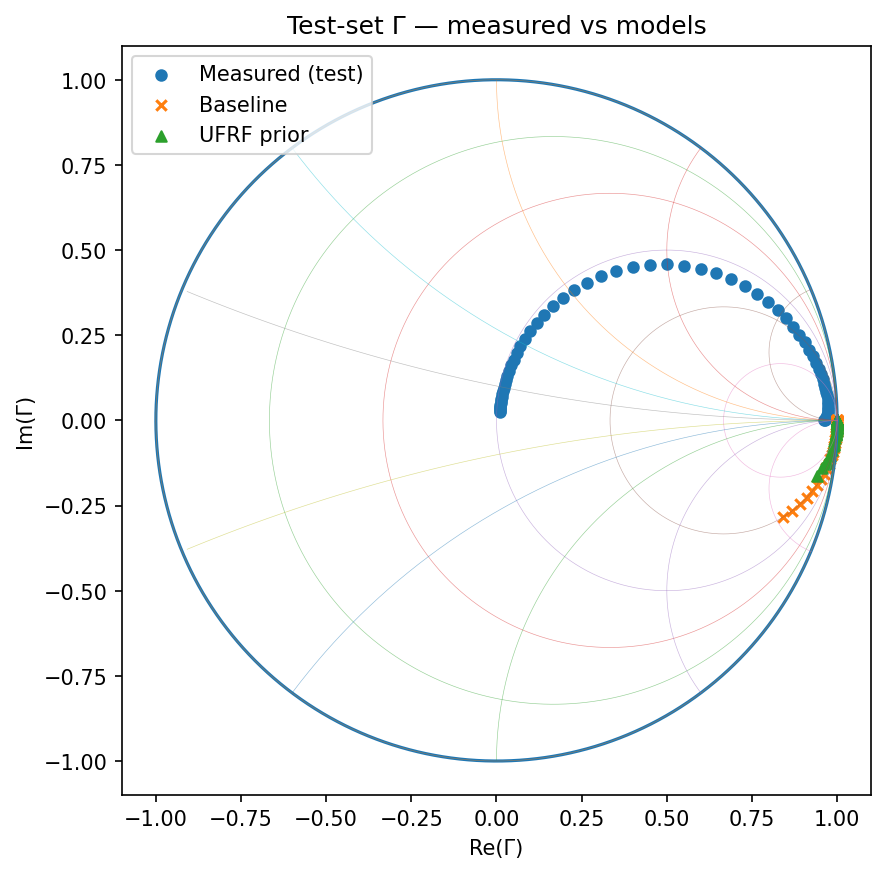 Test-set Γ — measured vs models
Measured (test)
Baseline
UFRF prior
1.00
0.75
0.50
0.25
0.00
−0.25
−0.50
−0.75
−1.00
Im(Γ)
−1.00 −0.75 −0.50 −0.25 0.00 0.25 0.50 0.75 1.00
Re(Γ)